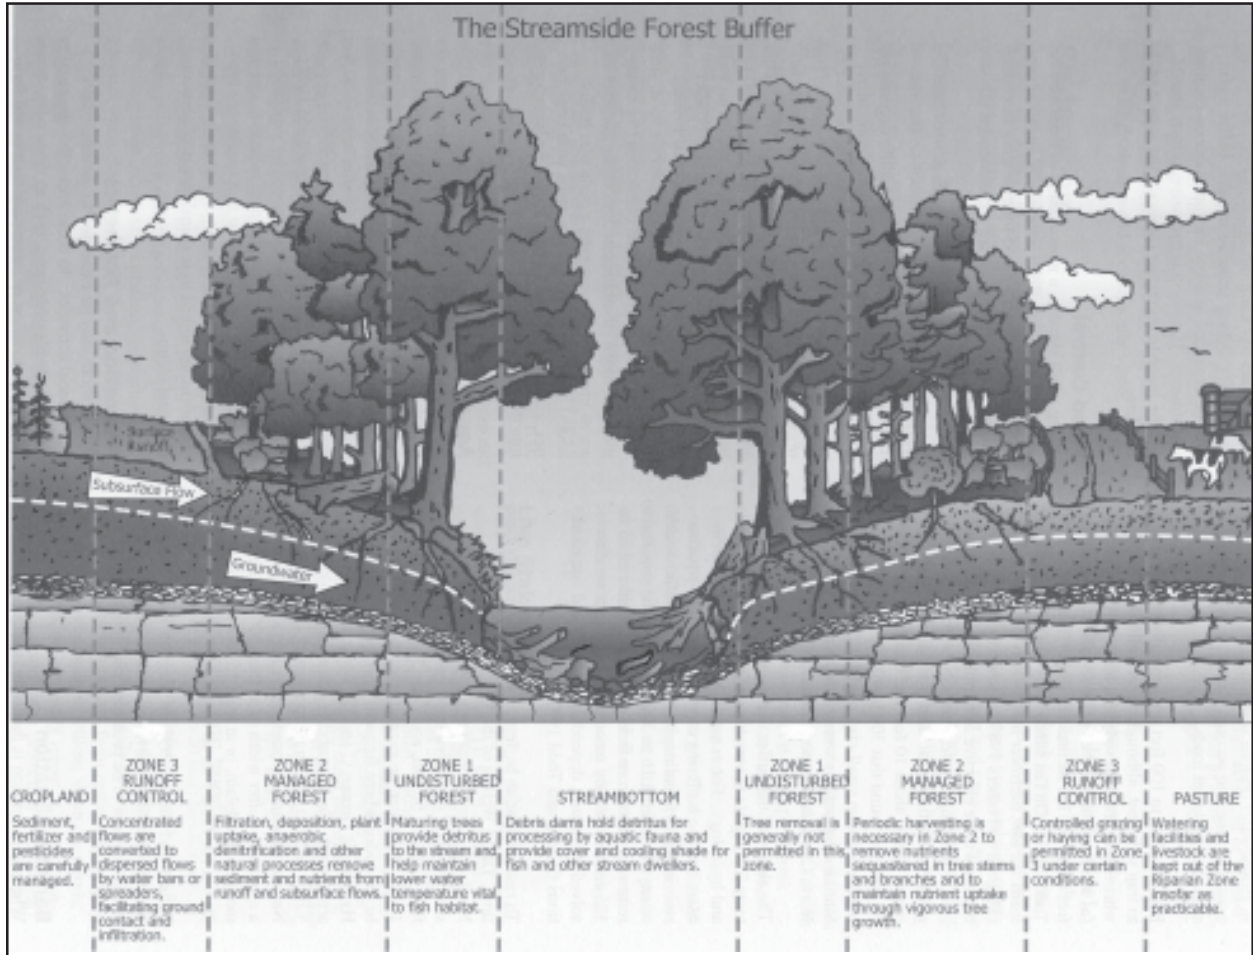 The Streamside Forest Buffer
Surface
Runoff
Subsurface Flow
Groundwater
CROPLAND
Sediment,
fertilizer and
pesticides
are carefully
managed.
ZONE 3
RUNOFF
CONTROL
Concentrated
flows are
converted to
dispersed flows
by water bars or
spreaders,
facilitating ground
contact and
infiltration.
ZONE 2
MANAGED
FOREST
Filtration, deposition, plant
uptake, anaerobic
denitrification and other
natural processes remove
sediment and nutrients from
runoff and subsurface flows.
ZONE 1
UNDISTURBED
FOREST
Maturing trees
provide detritus
to the stream and
help maintain
lower water
temperature vital
to fish habitat.
STREAMBOTTOM
Debris dams hold detritus for
processing by aquatic fauna and
provide cover and cooling shade for
fish and other stream dwellers.
ZONE 1
UNDISTURBED
FOREST
Tree removal is
generally not
permitted in this
zone.
ZONE 2
MANAGED
FOREST
Periodic harvesting is
necessary in Zone 2 to
remove nutrients
sequestered in tree stems
and branches and to
maintain nutrient uptake
through vigorous tree
growth.
ZONE 3
RUNOFF
CONTROL
Controlled grazing
or haying can be
permitted in Zone
3 under certain
conditions.
PASTURE
Watering
facilities and
livestock are
kept out of the
Riparian Zone
insofar as
practicable.